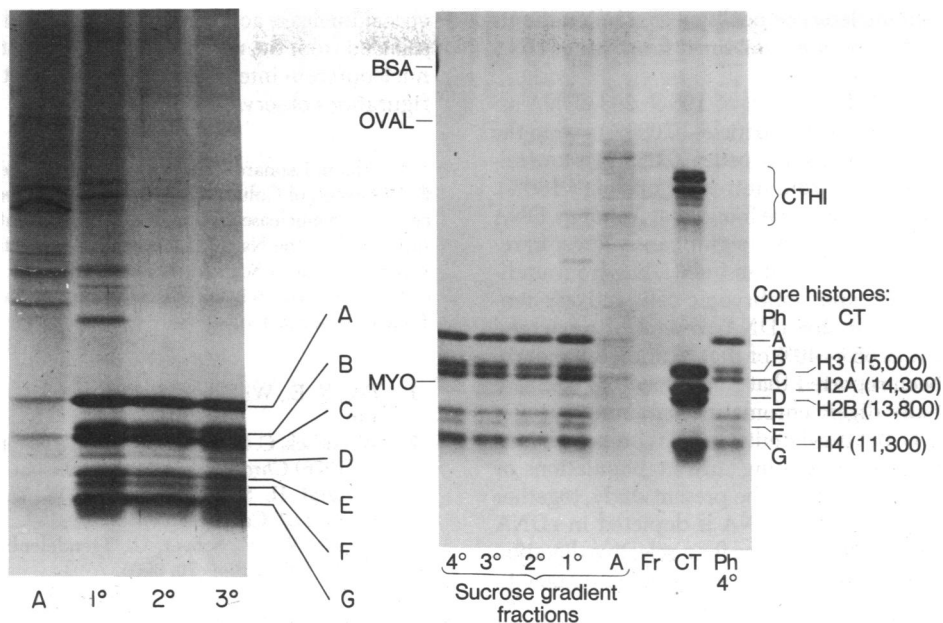 A
B
C
D
E
F
G
A 1° 2° 3°
BSA
OVAL
MYO
CTHI
Core histones:
Ph CT
A
B
C
D
E
F
G
H3 (15,000)
H2A (14,300)
H2B (13,800)
H4 (11,300)
4° 3° 2° 1° A Fr CT Ph
4°
Sucrose gradient
fractions